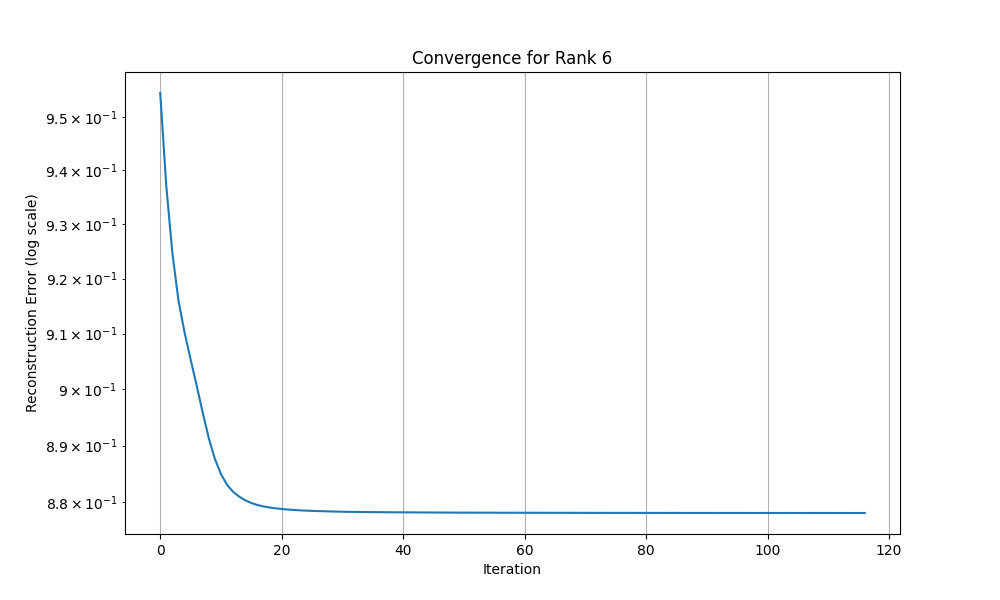 Convergence for Rank 6
Reconstruction Error (log scale)
9.5 × 10⁻¹
9.4 × 10⁻¹
9.3 × 10⁻¹
9.2 × 10⁻¹
9.1 × 10⁻¹
9 × 10⁻¹
8.9 × 10⁻¹
8.8 × 10⁻¹
0 20 40 60 80 100 120
Iteration